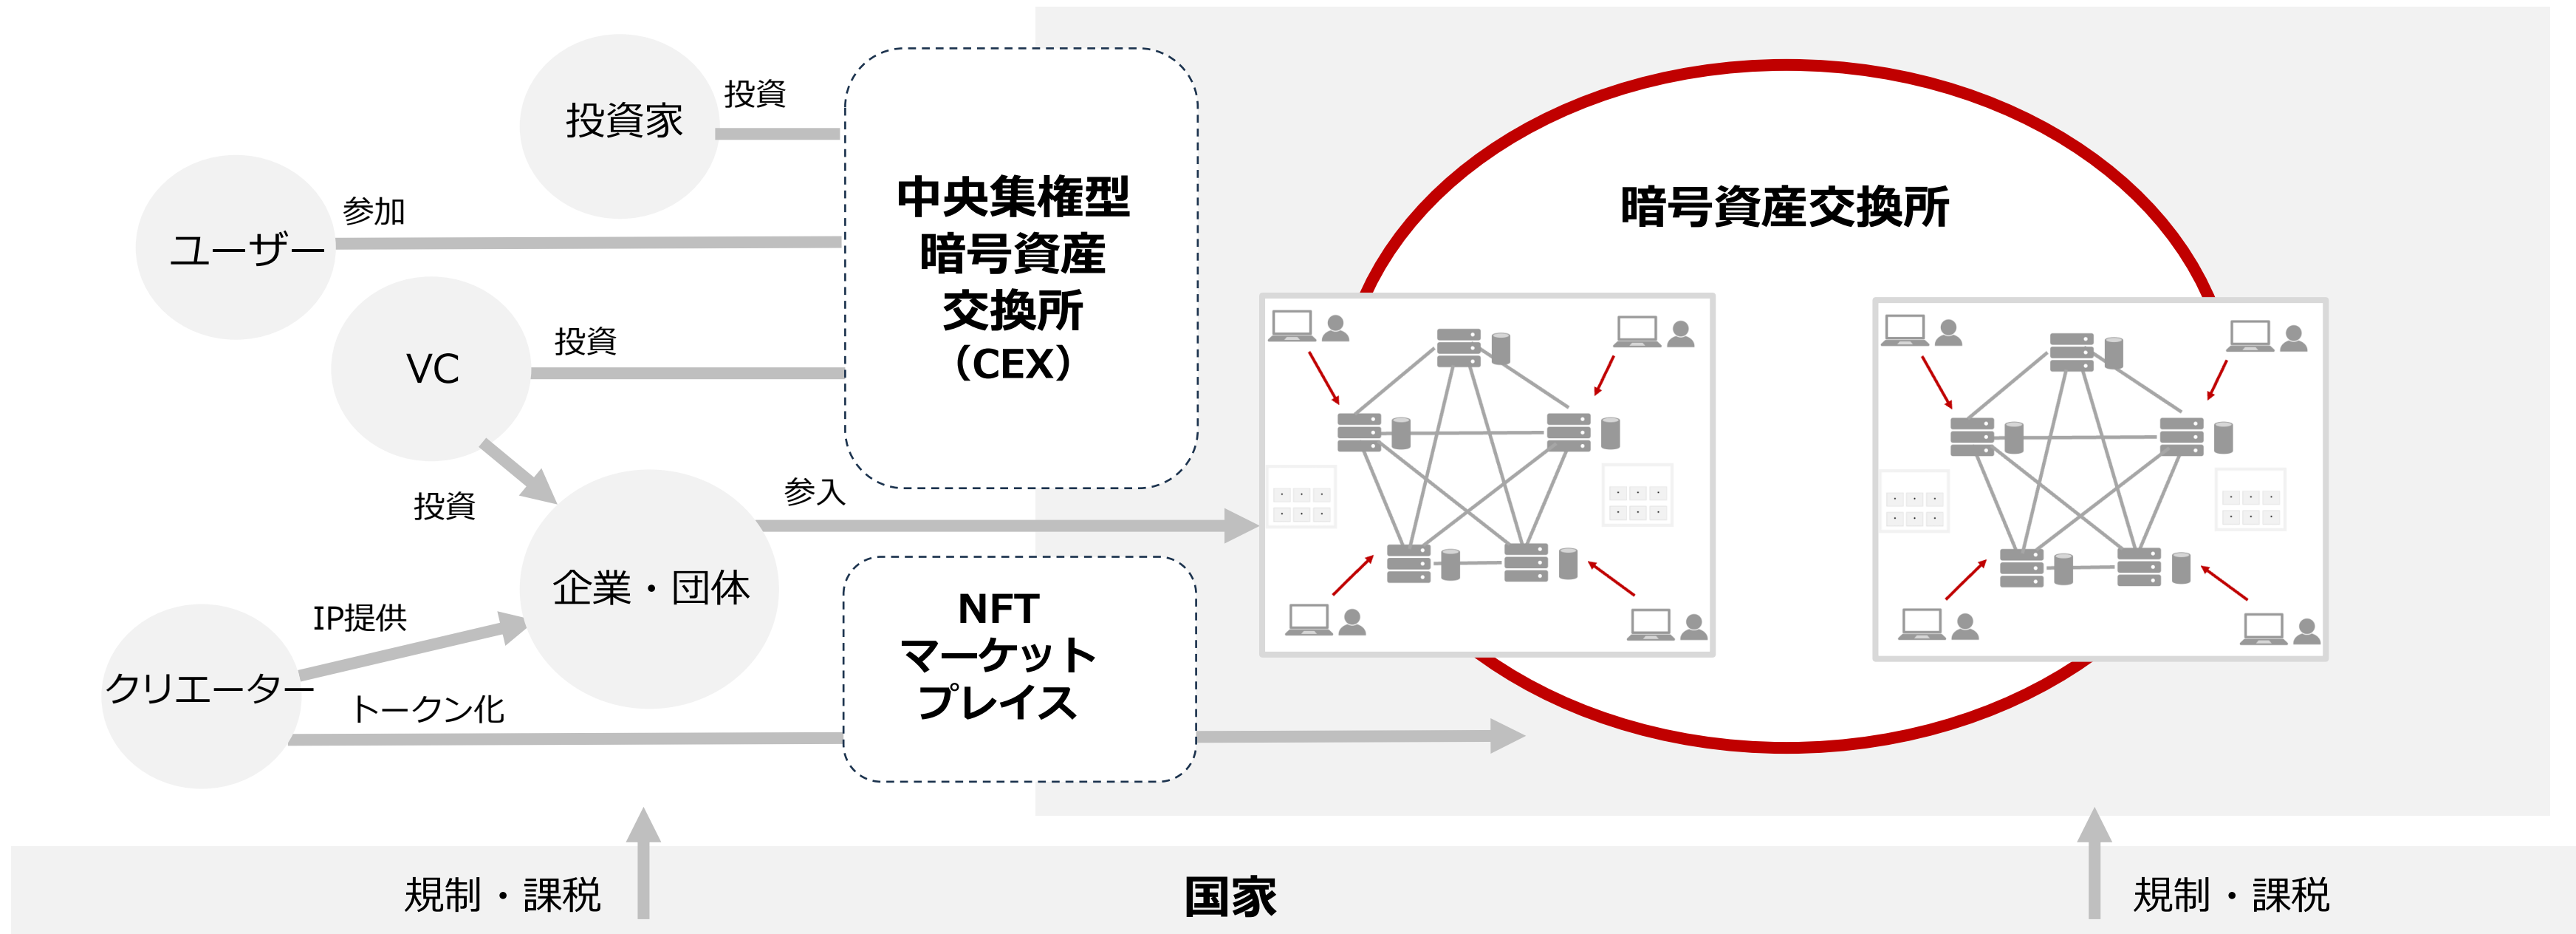 投資家
投資
ユーザー
参加
VC
投資
投資
企業・団体
参入
クリエーター
IP提供
トークン化
中央集権型
暗号資産
交換所
（CEX）
NFT
マーケット
プレイス
暗号資産交換所
規制・課税
国家
規制・課税